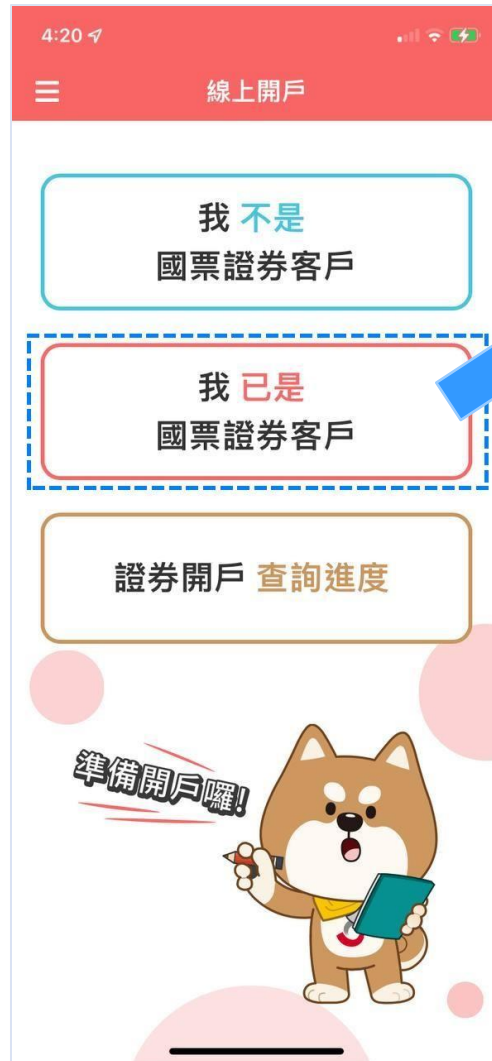 4:20
線上開戶
我 不是
國票證券客戶
我 已是
國票證券客戶
證券開戶 查詢進度
準備開戶囉!